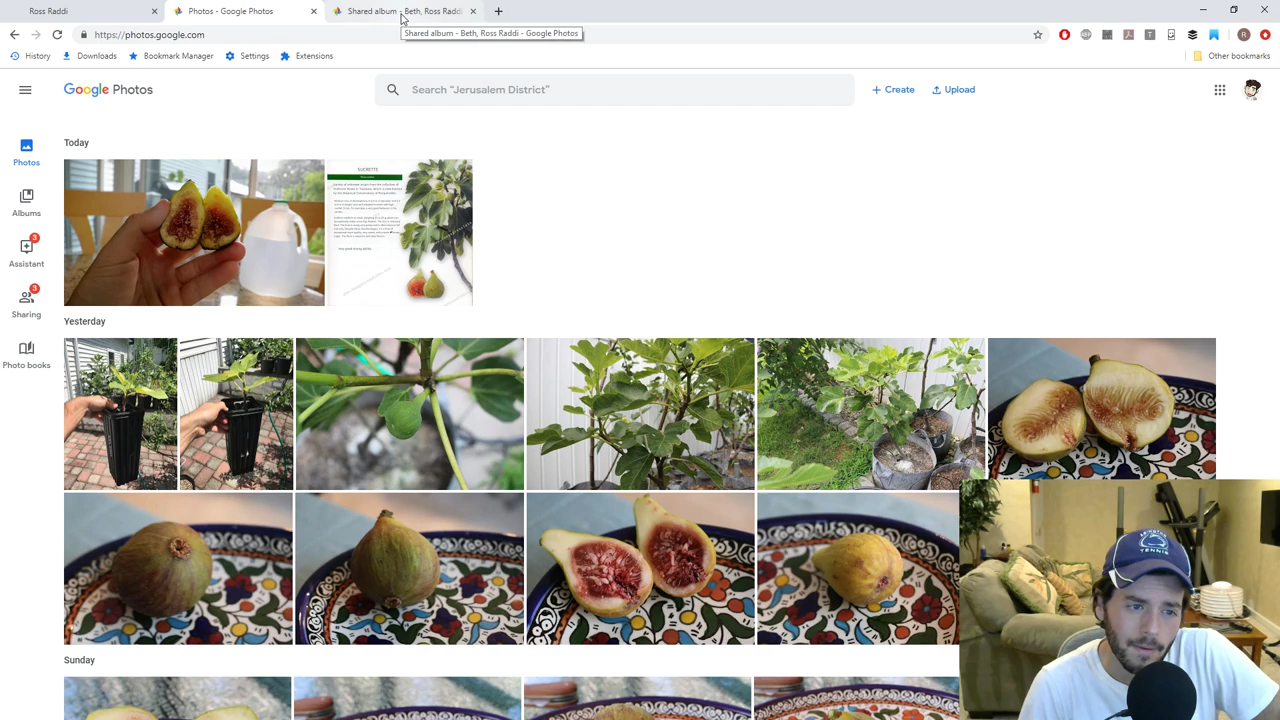 Ross Raddi
Photos - Google Photos
Shared album - Beth, Ross Raddi
https://photos.google.com
Shared album - Beth, Ross Raddi - Google Photos
History
Downloads
Bookmark Manager
Settings
Extensions
Other bookmarks
Google Photos
Search “Jerusalem District”
Create
Upload
Photos
Albums
3
Assistant
3
Sharing
Photo books
Today
SUCRETTE
Yesterday
Sunday
TENNIS